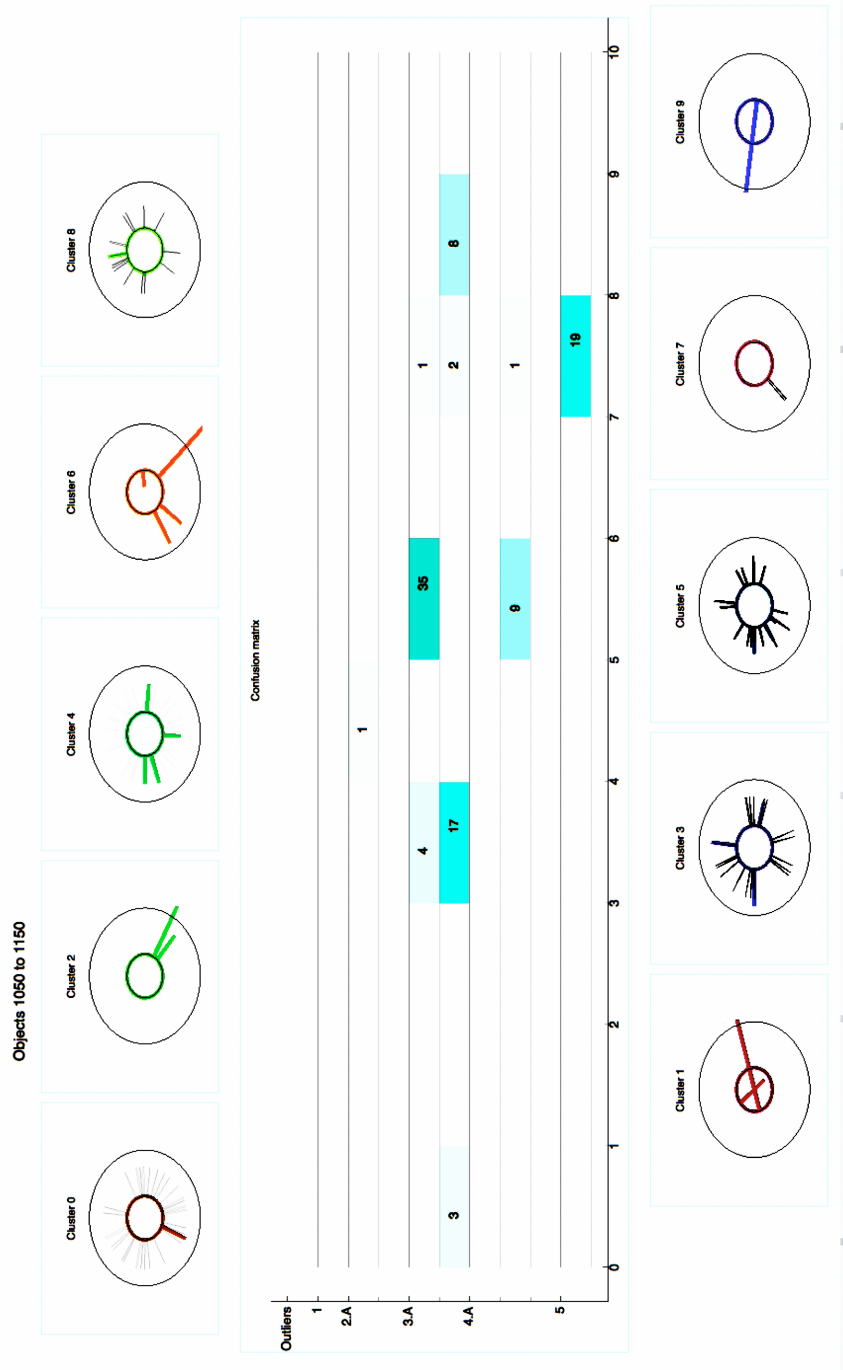 Objects 1050 to 1150
Cluster 0 Cluster 2 Cluster 4 Cluster 6 Cluster 8
Confusion matrix
Outliers
1
2.A
1
3.A
4 35 1
3 17 2 8
4.A
9 1
5
19
0 1 2 3 4 5 6 7 8 9 10
Cluster 1 Cluster 3 Cluster 5 Cluster 7 Cluster 9